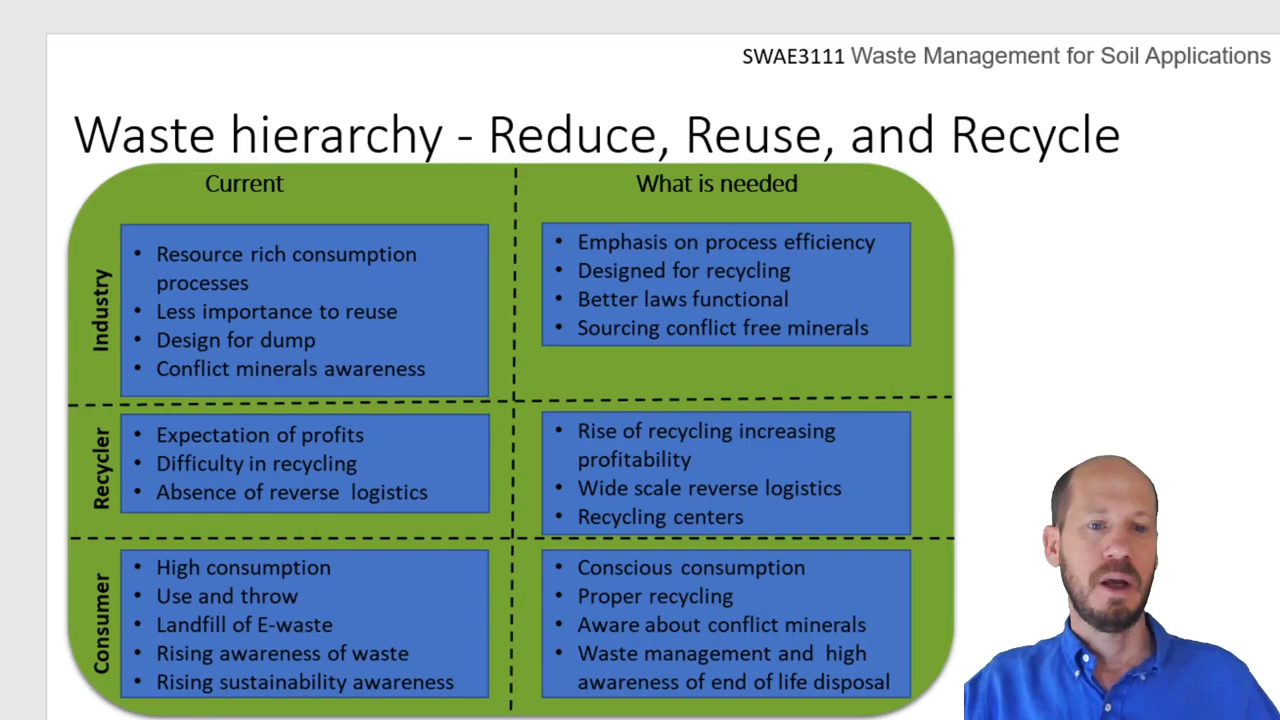 SWAE3111 Waste Management for Soil Applications
Waste hierarchy - Reduce, Reuse, and Recycle
Current
What is needed
Industry
• Resource rich consumption
processes
• Less importance to reuse
• Design for dump
• Conflict minerals awareness
• Emphasis on process efficiency
• Designed for recycling
• Better laws functional
• Sourcing conflict free minerals
Recycler
• Expectation of profits
• Difficulty in recycling
• Absence of reverse logistics
• Rise of recycling increasing
profitability
• Wide scale reverse logistics
• Recycling centers
Consumer
• High consumption
• Use and throw
• Landfill of E-waste
• Rising awareness of waste
• Rising sustainability awareness
• Conscious consumption
• Proper recycling
• Aware about conflict minerals
• Waste management and high
awareness of end of life disposal